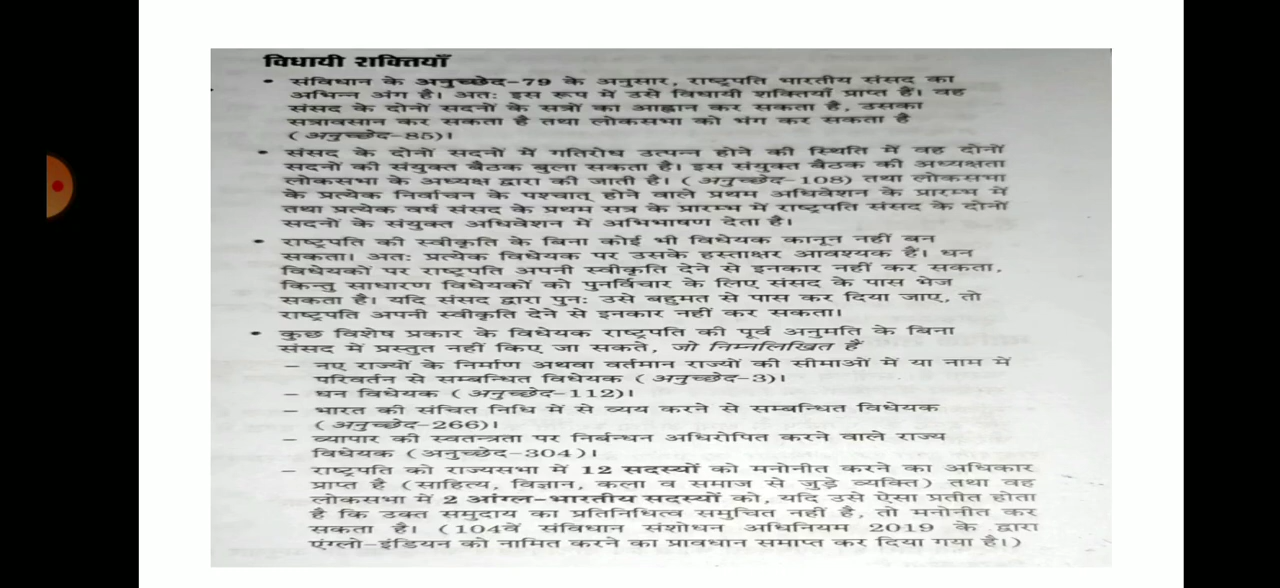 विधायी शक्तियाँ
• संविधान के अनुच्छेद-79 के अनुसार, राष्ट्रपति भारतीय संसद का
अभिन्न अंग है। अतः इस रूप में उसे विधायी शक्तियाँ प्राप्त हैं। वह
संसद के दोनों सदनों के सत्रों का आह्वान कर सकता है, उसका
सत्रावसान कर सकता है तथा लोकसभा को भंग कर सकता है
(अनुच्छेद-85)।
• संसद के दोनों सदनों में गतिरोध उत्पन्न होने की स्थिति में वह दोनों
सदनों की संयुक्त बैठक बुला सकता है। इस संयुक्त बैठक की अध्यक्षता
लोकसभा के अध्यक्ष द्वारा की जाती है। (अनुच्छेद-108) तथा लोकसभा
के प्रत्येक निर्वाचन के पश्चात् होने वाले प्रथम अधिवेशन के प्रारम्भ में
तथा प्रत्येक वर्ष संसद के प्रथम सत्र के प्रारम्भ में राष्ट्रपति संसद के दोनों
सदनों के संयुक्त अधिवेशन में अभिभाषण देता है।
• राष्ट्रपति की स्वीकृति के बिना कोई भी विधेयक कानून नहीं बन
सकता। अतः प्रत्येक विधेयक पर उसके हस्ताक्षर आवश्यक हैं। धन
विधेयकों पर राष्ट्रपति अपनी स्वीकृति देने से इनकार नहीं कर सकता,
किन्तु साधारण विधेयकों को पुनर्विचार के लिए संसद के पास भेज
सकता है। यदि संसद द्वारा पुनः उसे बहुमत से पास कर दिया जाए, तो
राष्ट्रपति अपनी स्वीकृति देने से इनकार नहीं कर सकता।
• कुछ विशेष प्रकार के विधेयक राष्ट्रपति की पूर्व अनुमति के बिना
संसद में प्रस्तुत नहीं किए जा सकते, जो निम्नलिखित हैं
– नए राज्यों के निर्माण अथवा वर्तमान राज्यों की सीमाओं में या नाम में
परिवर्तन से सम्बन्धित विधेयक (अनुच्छेद-3)।
– धन विधेयक (अनुच्छेद-112)।
– भारत की संचित निधि में से व्यय करने से सम्बन्धित विधेयक
(अनुच्छेद-266)।
– व्यापार की स्वतन्त्रता पर निर्बन्धन अधिरोपित करने वाले राज्य
विधेयक (अनुच्छेद-304)।
– राष्ट्रपति को राज्यसभा में 12 सदस्यों को मनोनीत करने का अधिकार
प्राप्त है (साहित्य, विज्ञान, कला व समाज से जुड़े व्यक्ति) तथा वह
लोकसभा में 2 आंग्ल-भारतीय सदस्यों को, यदि उसे ऐसा प्रतीत होता
है कि उक्त समुदाय का प्रतिनिधित्व समुचित नहीं है, तो मनोनीत कर
सकता है। (104वें संविधान संशोधन अधिनियम 2019 के द्वारा
एंग्लो-इंडियन को नामित करने का प्रावधान समाप्त कर दिया गया है।)